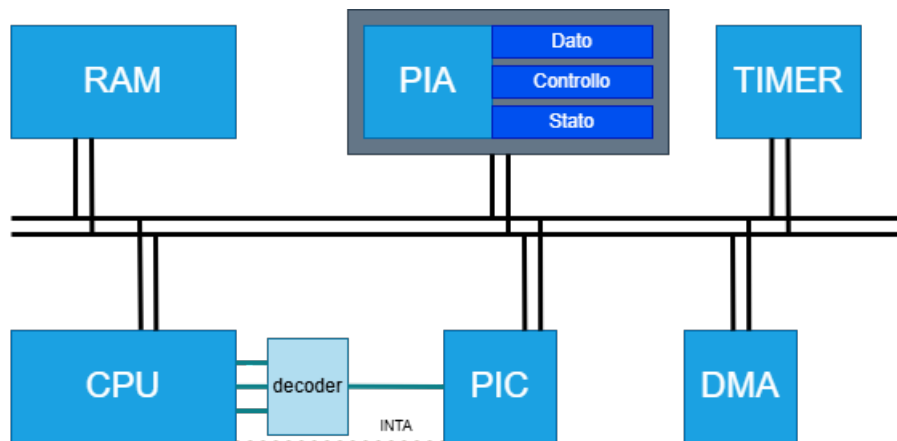 RAM
PIA
Dato
Controllo
Stato
TIMER
CPU
decoder
INTA
PIC
DMA